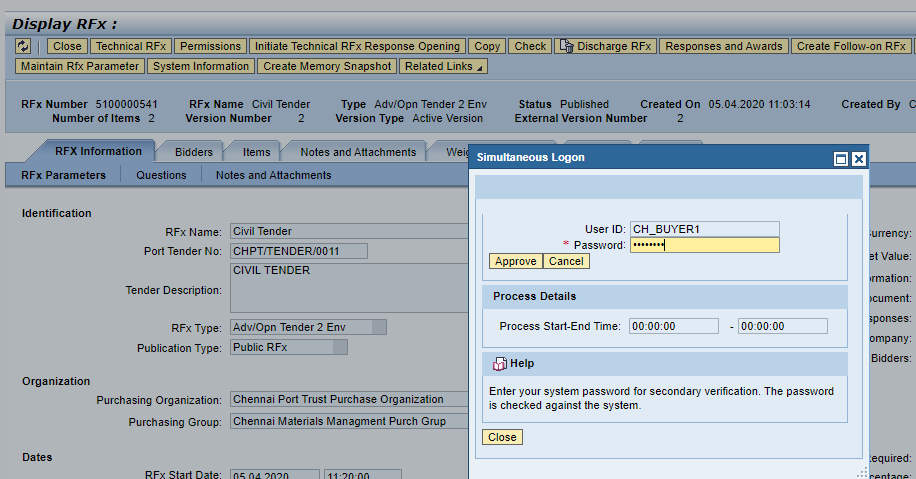 Display RFx :
Close Technical RFx Permissions Initiate Technical RFx Response Opening Copy Check Discharge RFx Responses and Awards Create Follow-on RFx
Maintain Rfx Parameter System Information Create Memory Snapshot Related Links
RFx Number 5100000541 RFx Name Civil Tender Type Adv/Opn Tender 2 Env Status Published Created On 05.04.2020 11:03:14 Created By
Number of Items 2 Version Number 2 Version Type Active Version External Version Number 2
RFX Information Bidders Items Notes and Attachments
RFx Parameters Questions Notes and Attachments
Identification
RFx Name: Civil Tender
Port Tender No: CHPT/TENDER/0011
Tender Description: CIVIL TENDER
RFx Type: Adv/Opn Tender 2 Env
Publication Type: Public RFx
Organization
Purchasing Organization: Chennai Port Trust Purchase Organization
Purchasing Group: Chennai Materials Managment Purch Grup
Dates
RFx Start Date: 05.04.2020 11:20:00
Simultaneous Logon
User ID: CH_BUYER1
* Password: ••••••••
Approve Cancel
Process Details
Process Start-End Time: 00:00:00 - 00:00:00
Help
Enter your system password for secondary verification. The password
is checked against the system.
Close
Value:
Bidders: